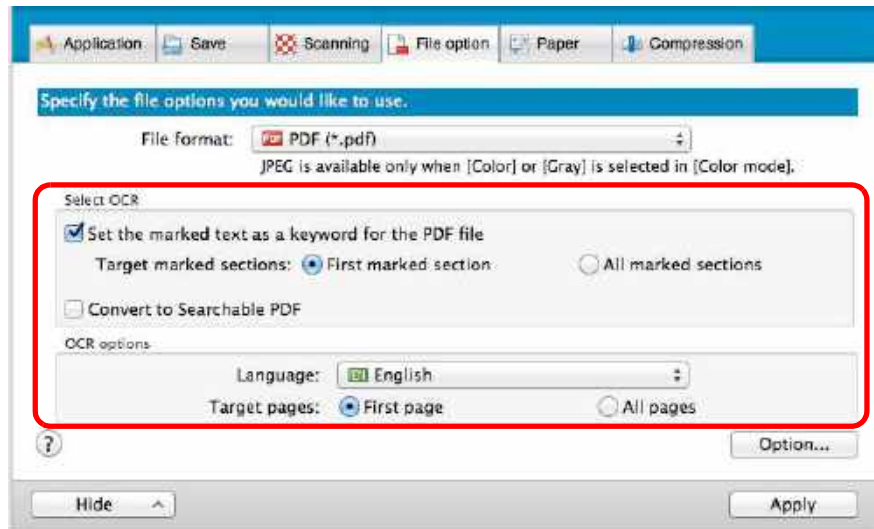 Application Save Scanning File option Paper Compression
Specify the file options you would like to use.
File format: PDF (*.pdf)
JPEG is available only when [Color] or [Gray] is selected in [Color mode].
Select OCR
Set the marked text as a keyword for the PDF file
Target marked sections: First marked section All marked sections
Convert to Searchable PDF
OCR options
Language: English
Target pages: First page All pages
? Option...
Hide Apply